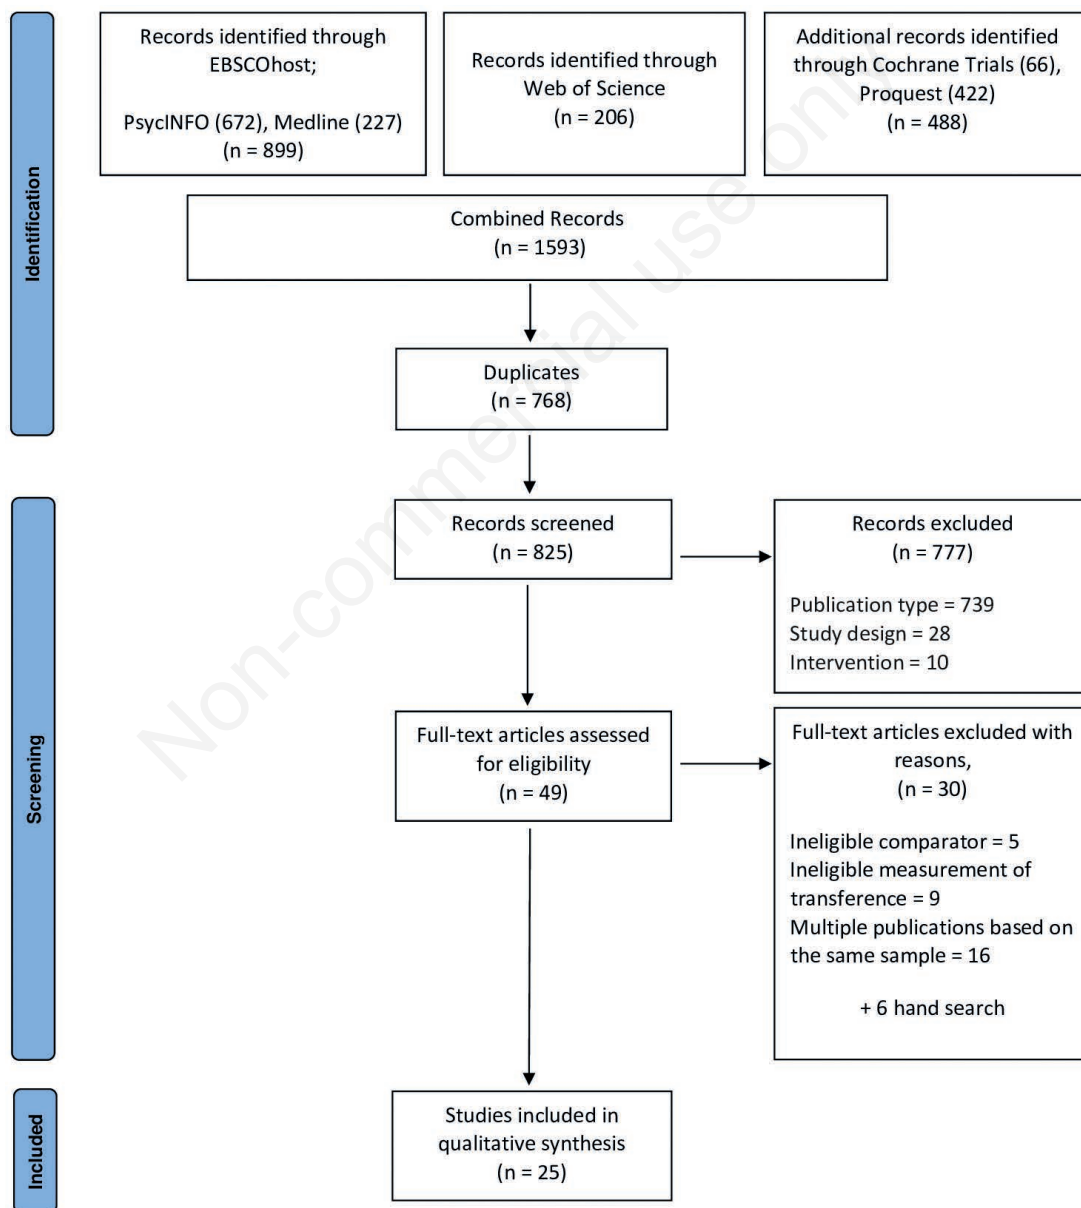 Records identified through
EBSCOhost;
PsycINFO (672), Medline (227)
(n = 899)
Records identified through
Web of Science
(n = 206)
Additional records identified
through Cochrane Trials (66),
Proquest (422)
(n = 488)
Identification
Combined Records
(n = 1593)
Duplicates
(n = 768)
Screening
Records screened
(n = 825)
Records excluded
(n = 777)
Publication type = 739
Study design = 28
Intervention = 10
Full-text articles assessed
for eligibility
(n = 49)
Full-text articles excluded with
reasons,
(n = 30)
Ineligible comparator = 5
Ineligible measurement of
transference = 9
Multiple publications based on
the same sample = 16
+ 6 hand search
Included
Studies included in
qualitative synthesis
(n = 25)
Non-commercial use only